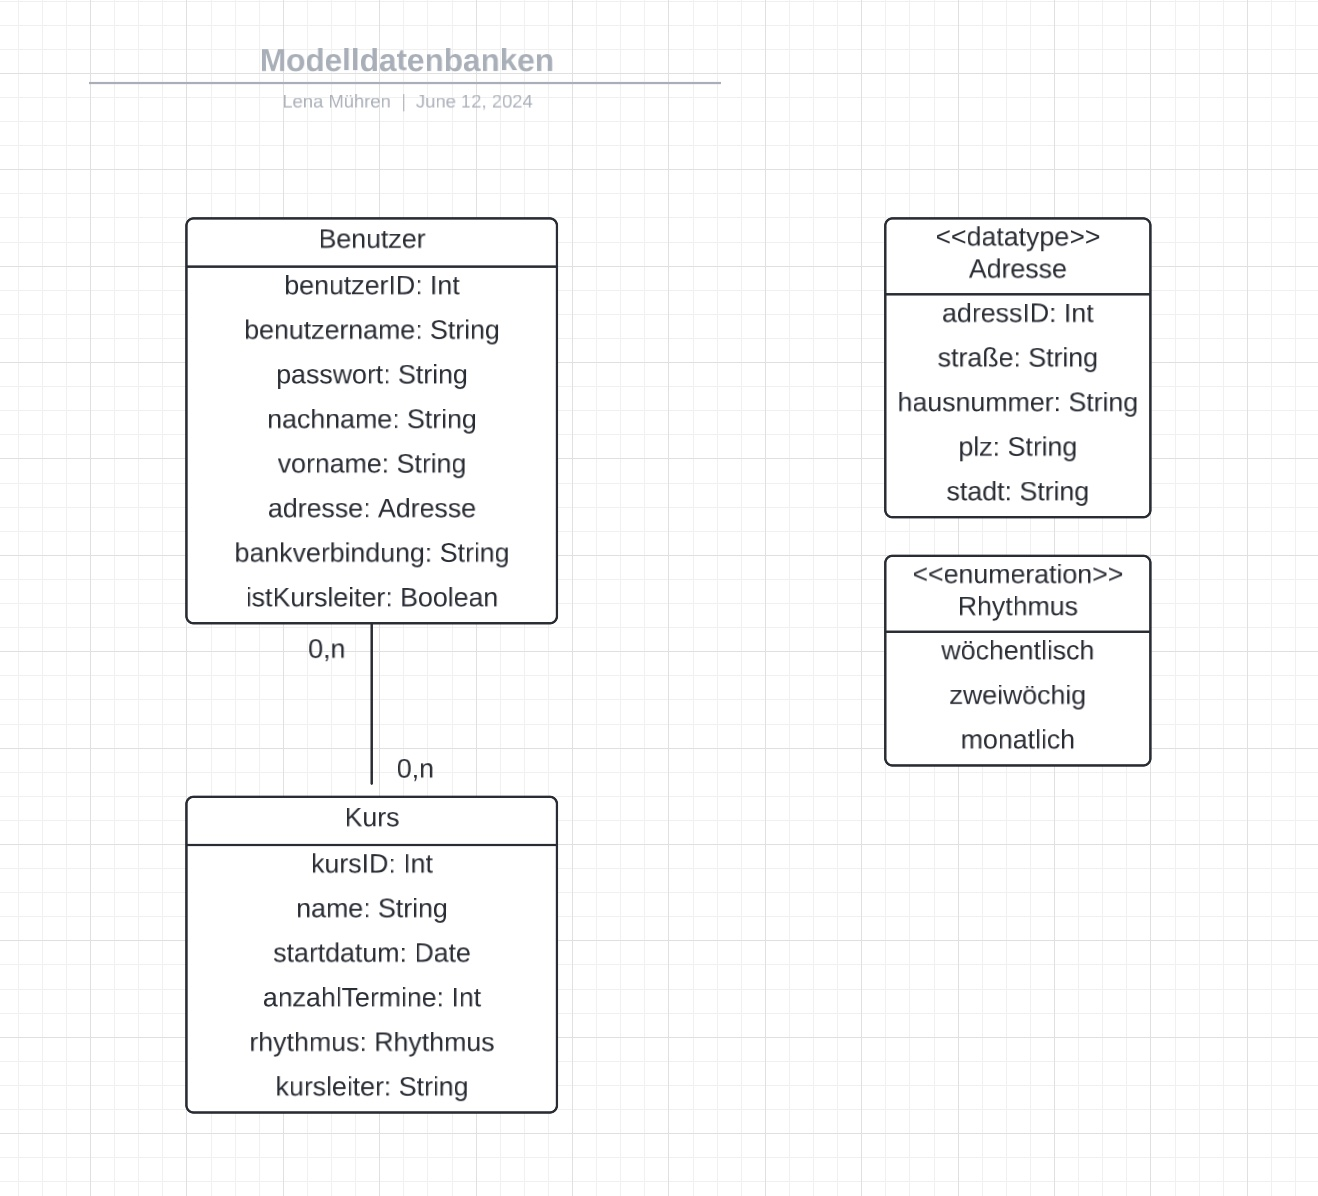 Modelldatenbanken
Lena Mühren | June 12, 2024
Benutzer
benutzerID: Int
benutzername: String
passwort: String
nachname: String
vorname: String
adresse: Adresse
bankverbindung: String
istKursleiter: Boolean
0,n
0,n
Kurs
kursID: Int
name: String
startdatum: Date
anzahlTermine: Int
rhythmus: Rhythmus
kursleiter: String
<<datatype>>
Adresse
adressID: Int
straße: String
hausnummer: String
plz: String
stadt: String
<<enumeration>>
Rhythmus
wöchentlisch
zweiwöchig
monatlich